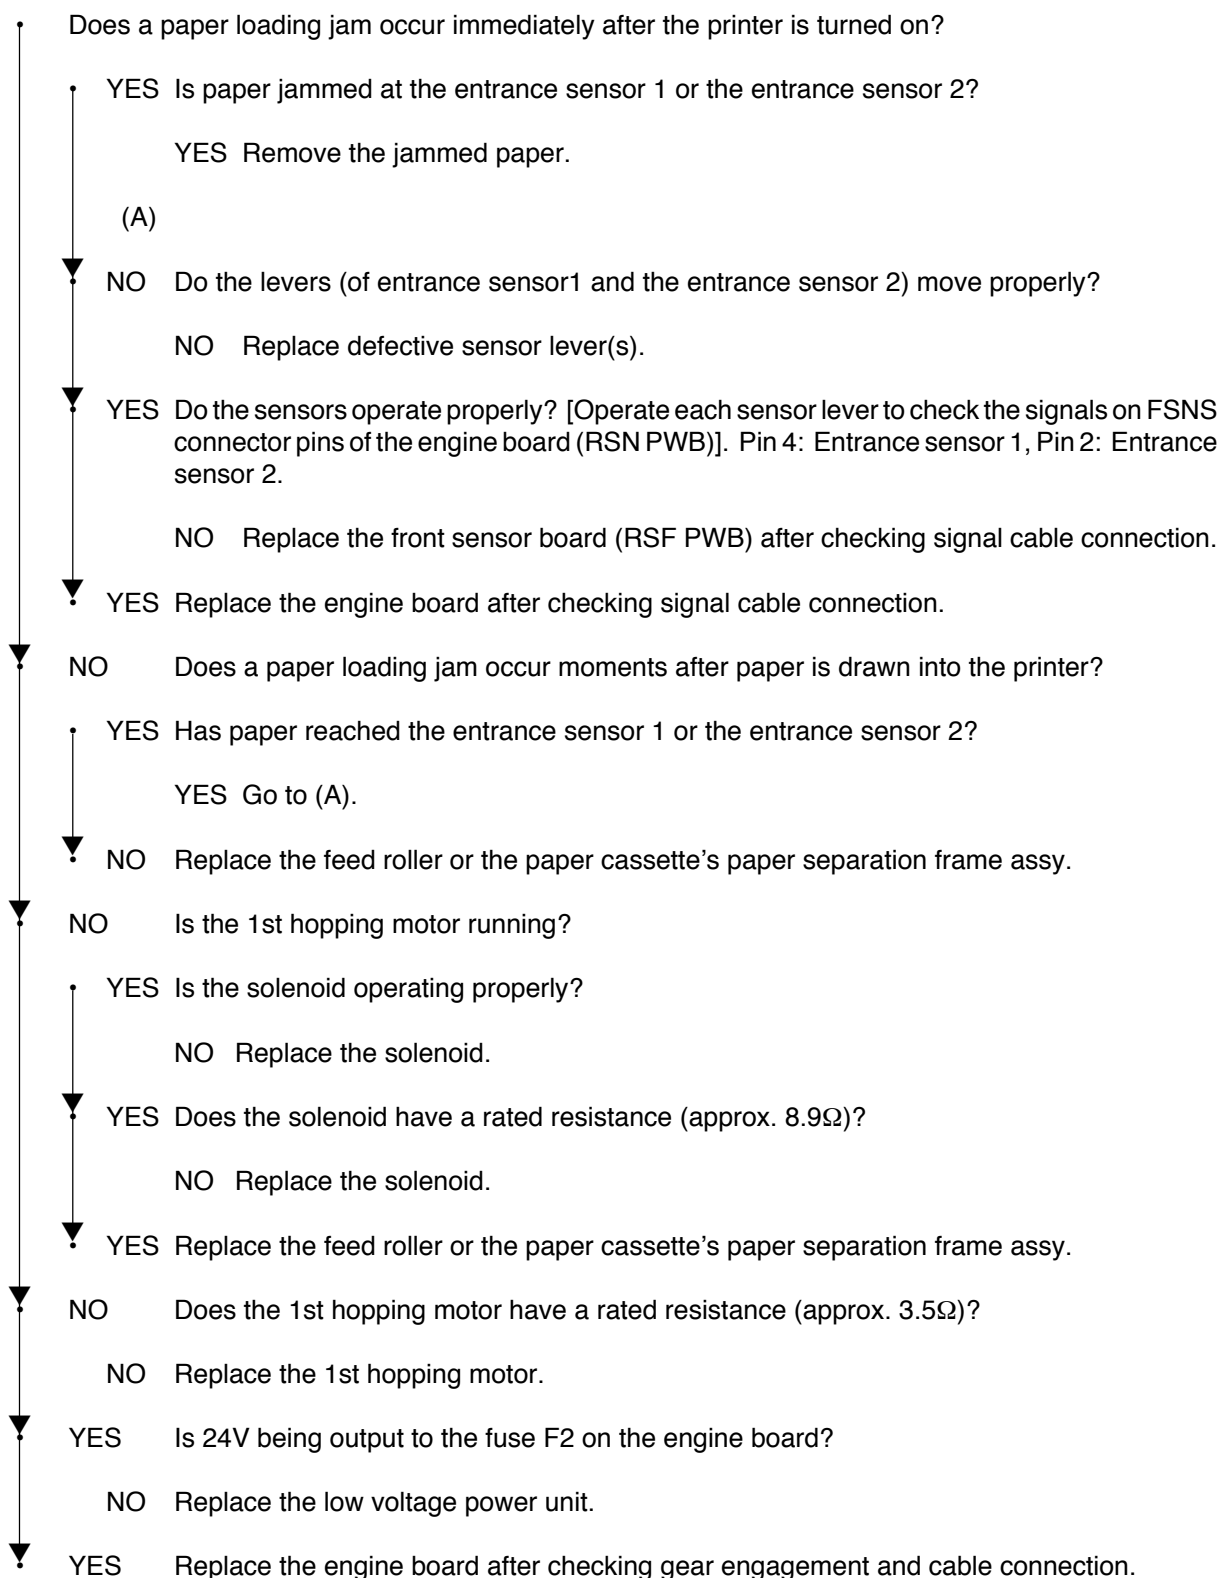 Does a paper loading jam occur immediately after the printer is turned on?
YES Is paper jammed at the entrance sensor 1 or the entrance sensor 2?
YES Remove the jammed paper.
(A)
NO Do the levers (of entrance sensor1 and the entrance sensor 2) move properly?
NO Replace defective sensor lever(s).
YES Do the sensors operate properly? [Operate each sensor lever to check the signals on FSNS
connector pins of the engine board (RSN PWB)]. Pin 4: Entrance sensor 1, Pin 2: Entrance
sensor 2.
NO Replace the front sensor board (RSF PWB) after checking signal cable connection.
YES Replace the engine board after checking signal cable connection.
NO Does a paper loading jam occur moments after paper is drawn into the printer?
YES Has paper reached the entrance sensor 1 or the entrance sensor 2?
YES Go to (A).
NO Replace the feed roller or the paper cassette's paper separation frame assy.
NO Is the 1st hopping motor running?
YES Is the solenoid operating properly?
NO Replace the solenoid.
YES Does the solenoid have a rated resistance (approx. 8.9Ω)?
NO Replace the solenoid.
YES Replace the feed roller or the paper cassette's paper separation frame assy.
NO Does the 1st hopping motor have a rated resistance (approx. 3.5Ω)?
NO Replace the 1st hopping motor.
YES Is 24V being output to the fuse F2 on the engine board?
NO Replace the low voltage power unit.
YES Replace the engine board after checking gear engagement and cable connection.